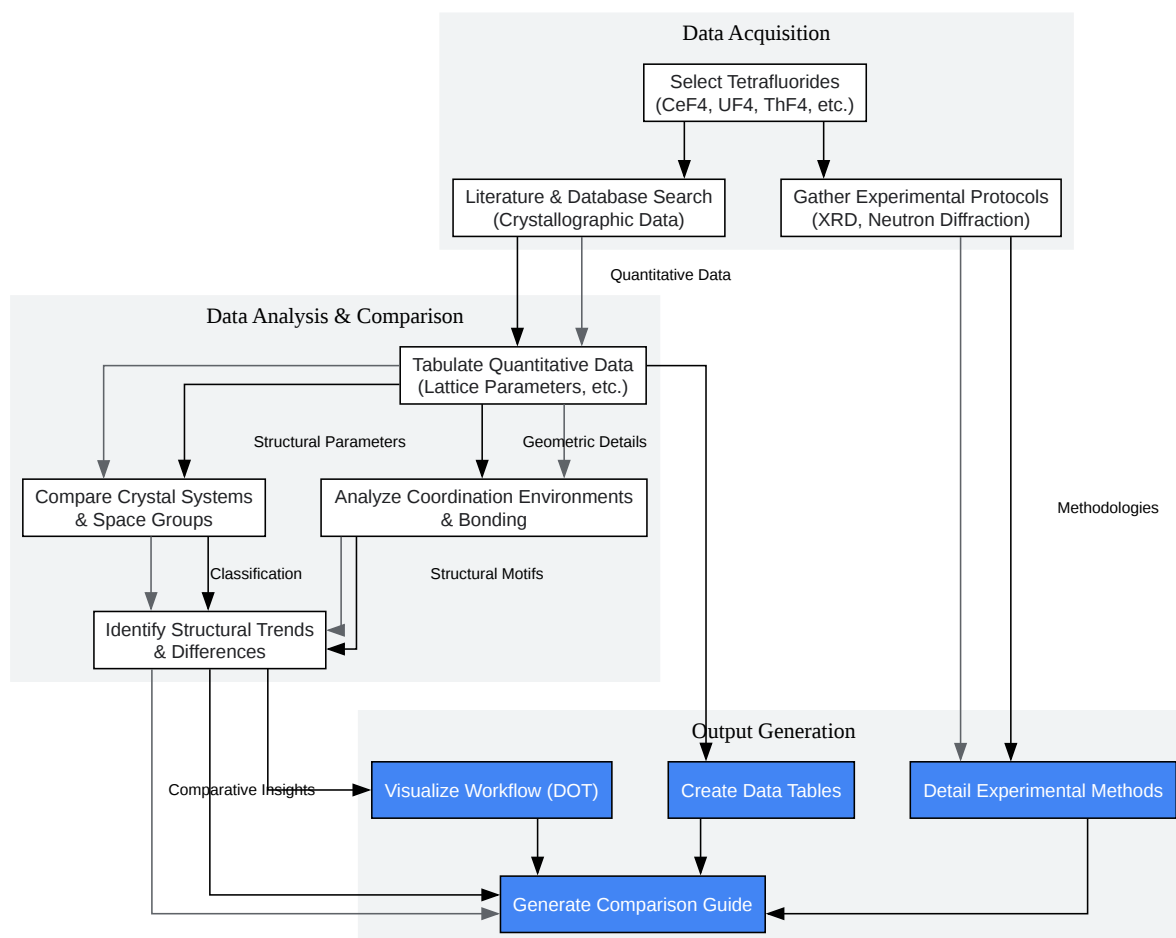 Data Acquisition
Select Tetrafluorides
(CeF4, UF4, ThF4, etc.)
Literature & Database Search
(Crystallographic Data)
Gather Experimental Protocols
(XRD, Neutron Diffraction)
Quantitative Data
Data Analysis & Comparison
Tabulate Quantitative Data
(Lattice Parameters, etc.)
Structural Parameters
Geometric Details
Compare Crystal Systems
& Space Groups
Analyze Coordination Environments
& Bonding
Methodologies
Classification
Structural Motifs
Identify Structural Trends
& Differences
Output Generation
Comparative Insights
Visualize Workflow (DOT)
Create Data Tables
Detail Experimental Methods
Generate Comparison Guide